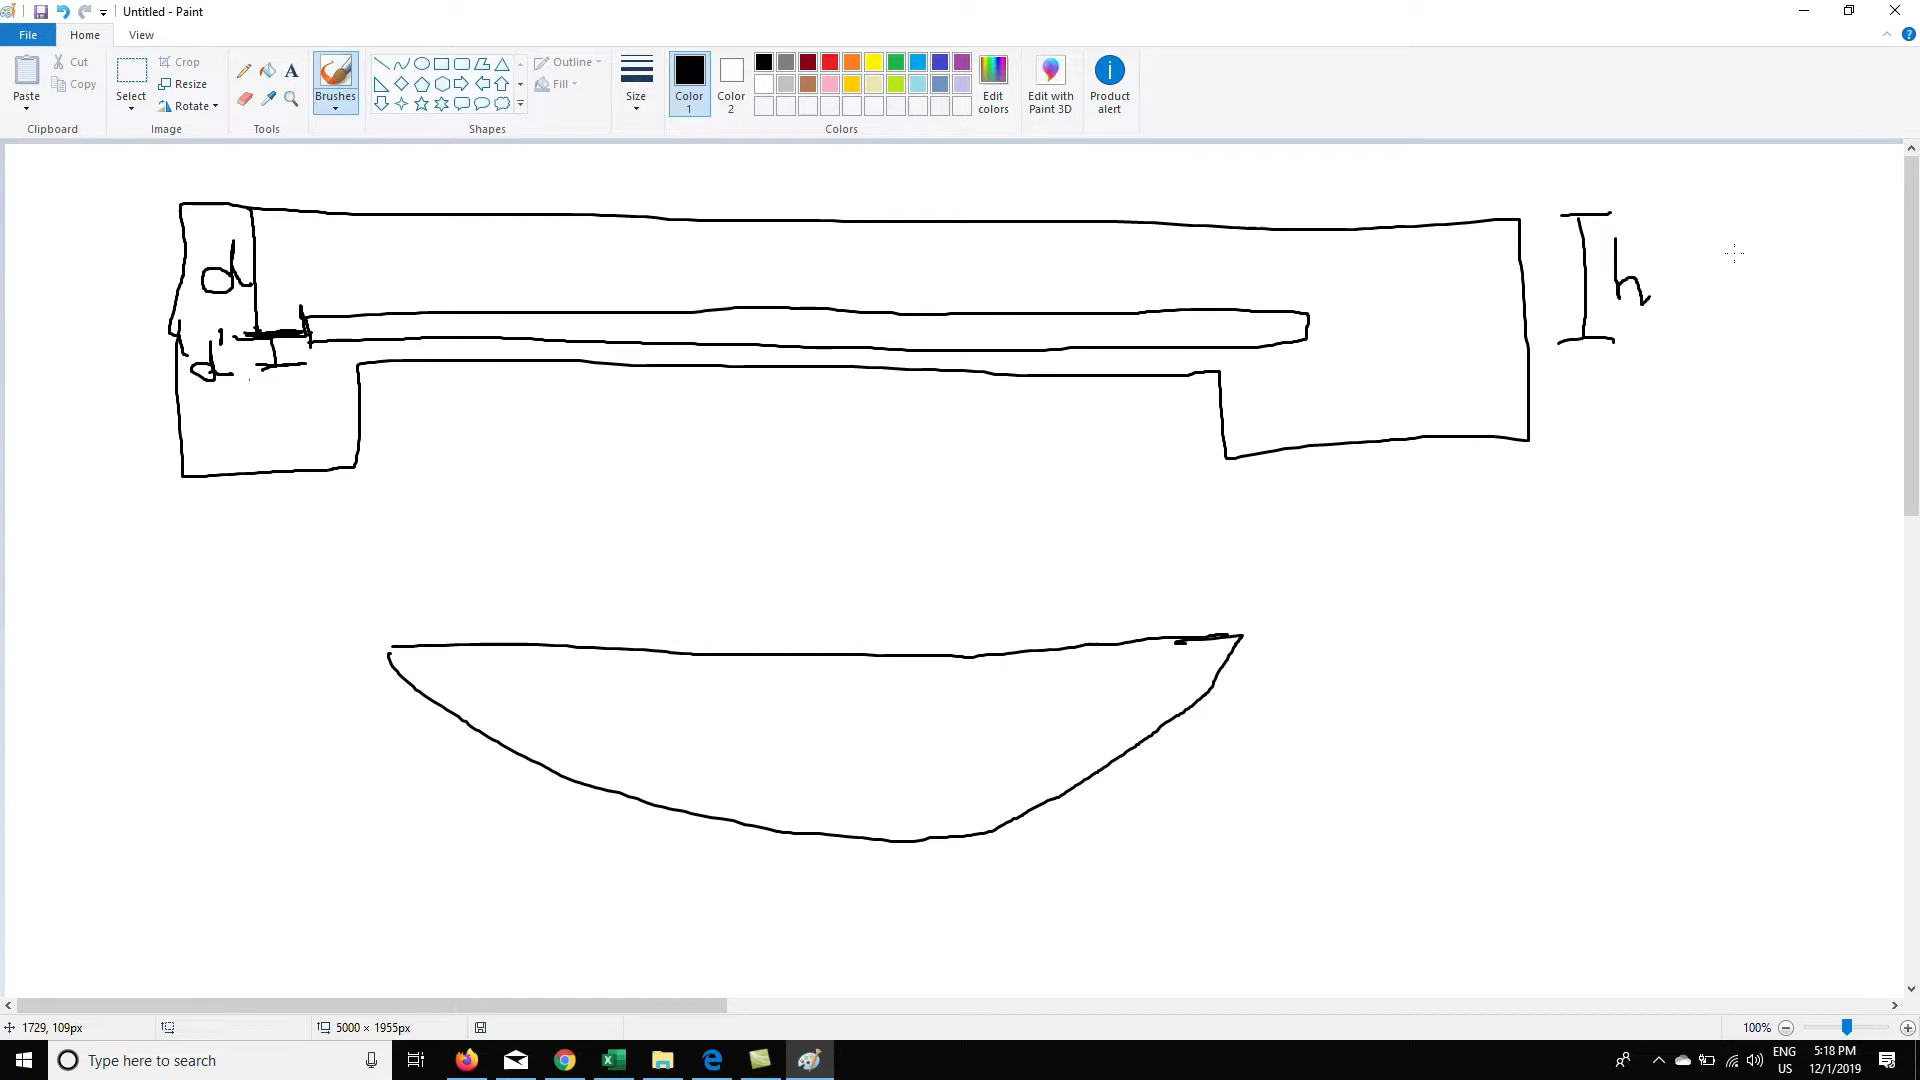 Untitled - Paint
File
Home
View
Paste
Cut
Copy
Clipboard
Select
Crop
Resize
Rotate
Image
Tools
Brushes
Shapes
Outline
Fill
Size
Color
1
Color
2
Colors
Edit
colors
Edit with
Paint 3D
Product
alert
d
d'
h
1729, 109px
5000 × 1955px
100%
Type here to search
ENG
US
5:18 PM
12/1/2019